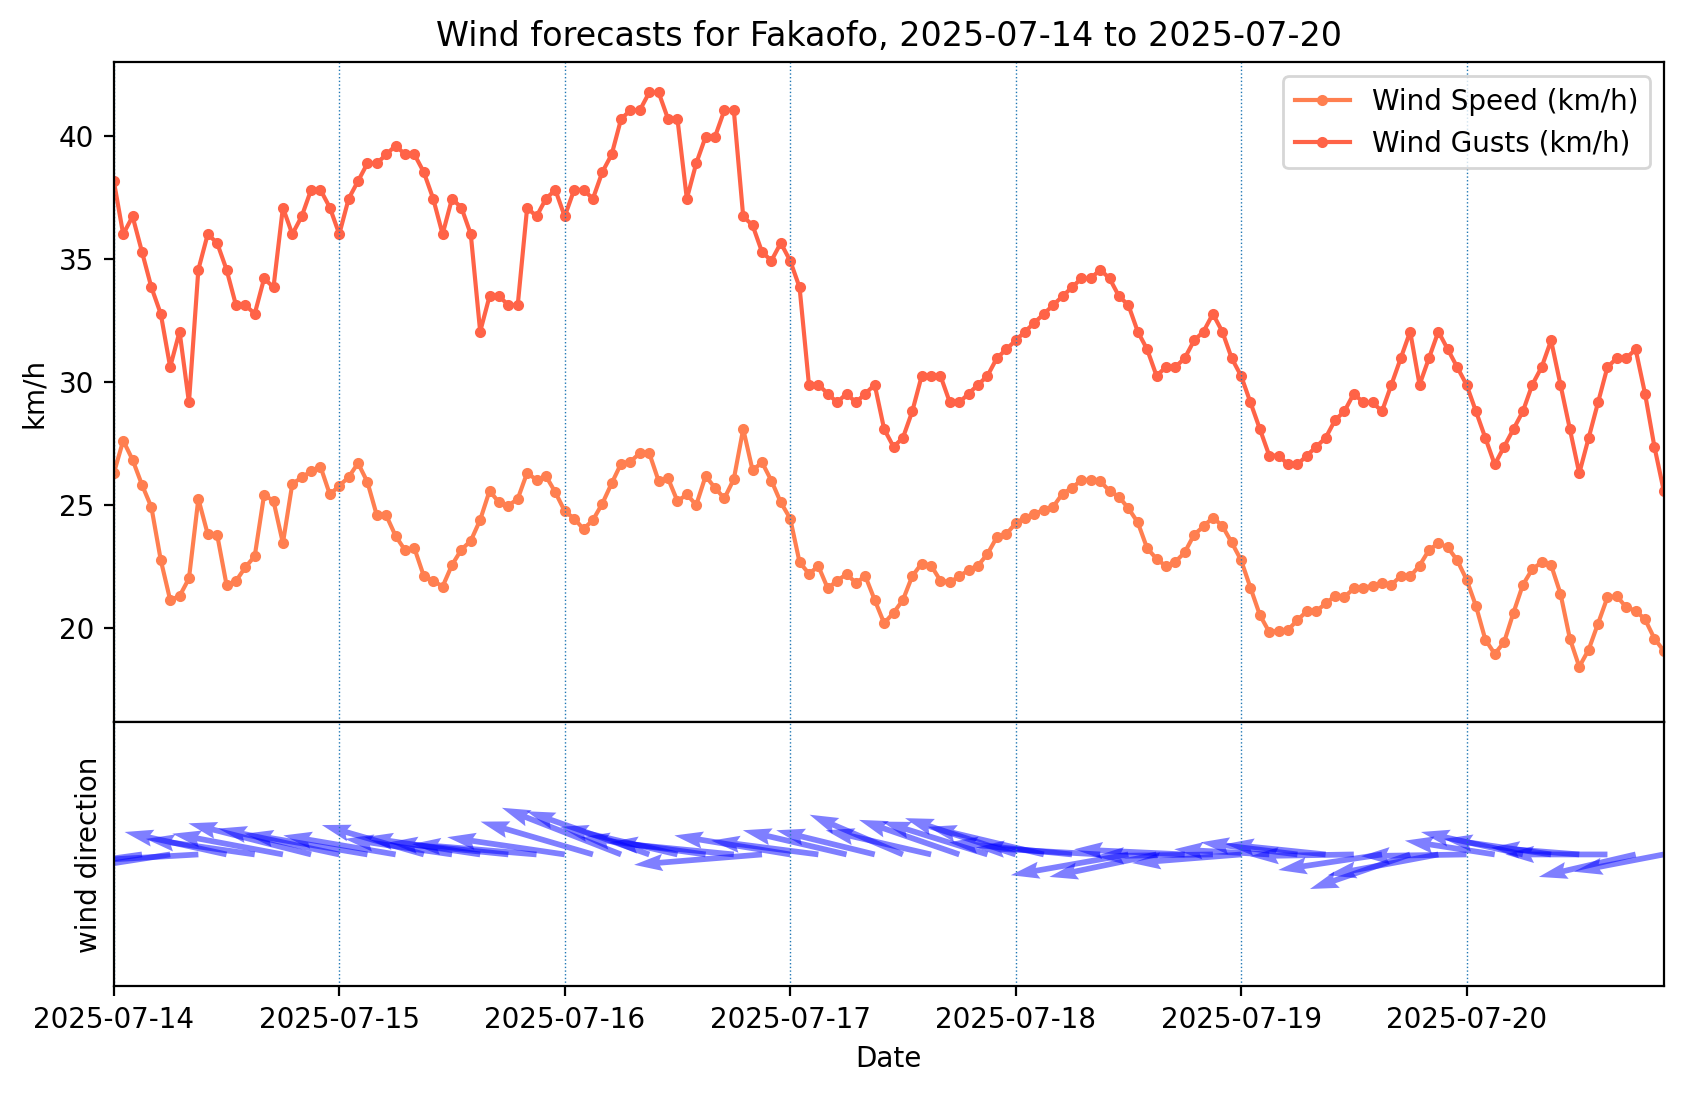 Wind forecasts for Fakaofo, 2025-07-14 to 2025-07-20
Wind Speed (km/h)
Wind Gusts (km/h)
40
35
30
25
20
km/h
wind direction
2025-07-14
2025-07-15
2025-07-16
2025-07-17
2025-07-18
2025-07-19
2025-07-20
Date